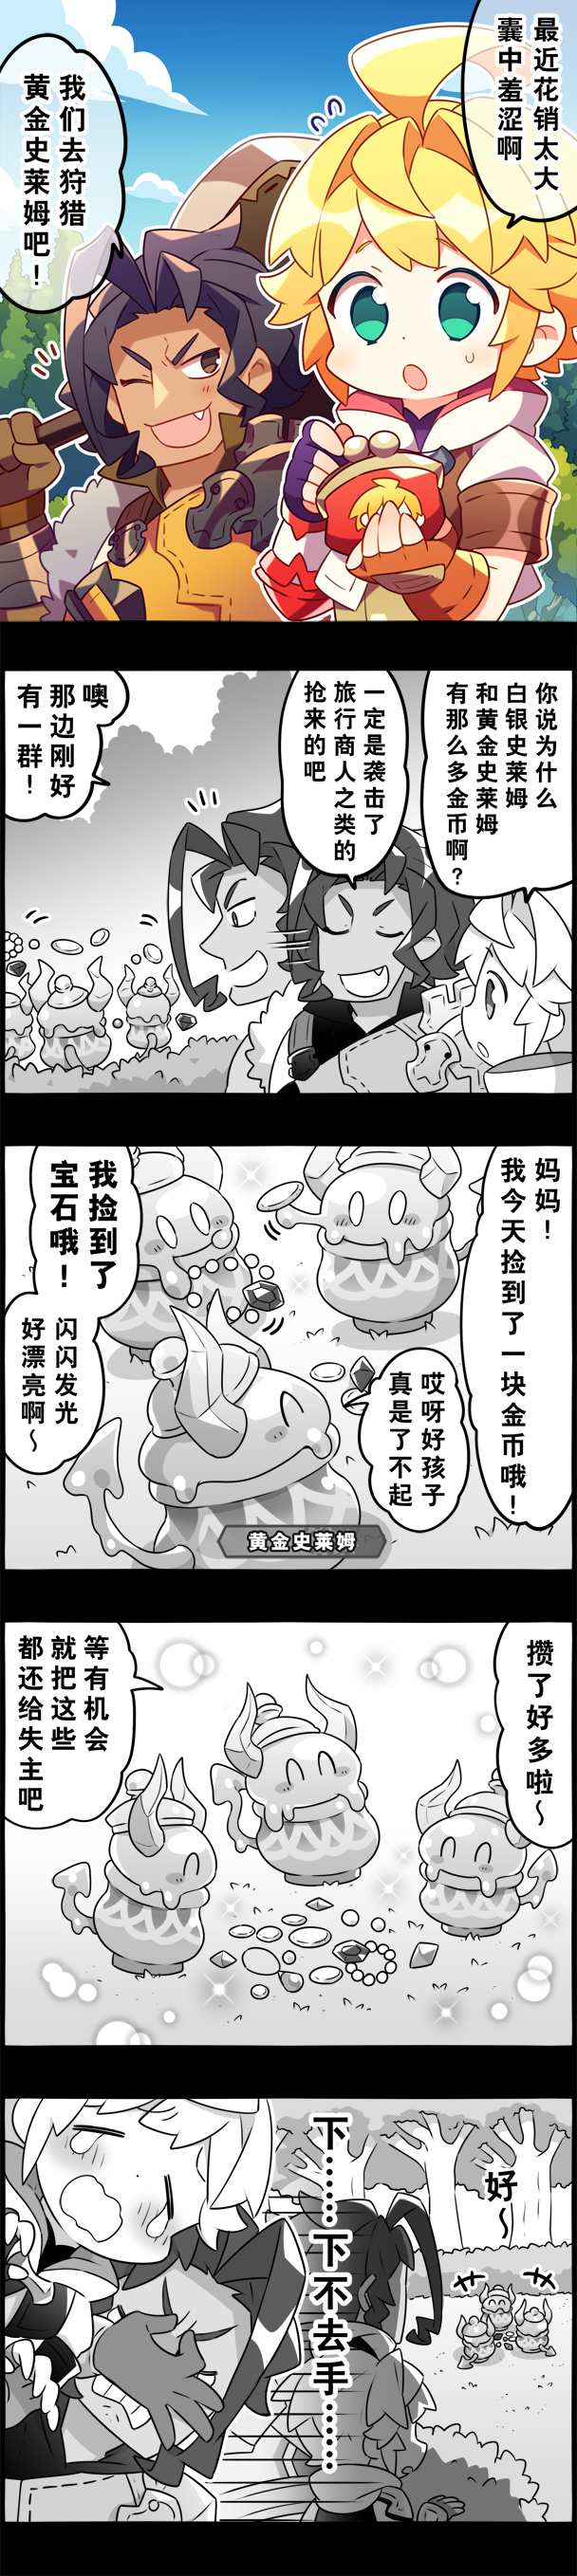 最近花销太大
囊中羞涩啊
我们去狩猎
黄金史莱姆吧！
你说为什么
白银史莱姆
和黄金史莱姆
有那么多金币啊？
一定是袭击了
旅行商人之类的
抢来的吧
噢
那边刚好
有一群！
妈妈！
我今天捡到了一块金币哦！
哎呀好孩子
真是了不起
我捡到了
宝石哦！
闪闪发光
好漂亮啊～
黄金史莱姆
攒了好多啦～
等有机会
就把这些
都还给失主吧
好～
下……下不去手……